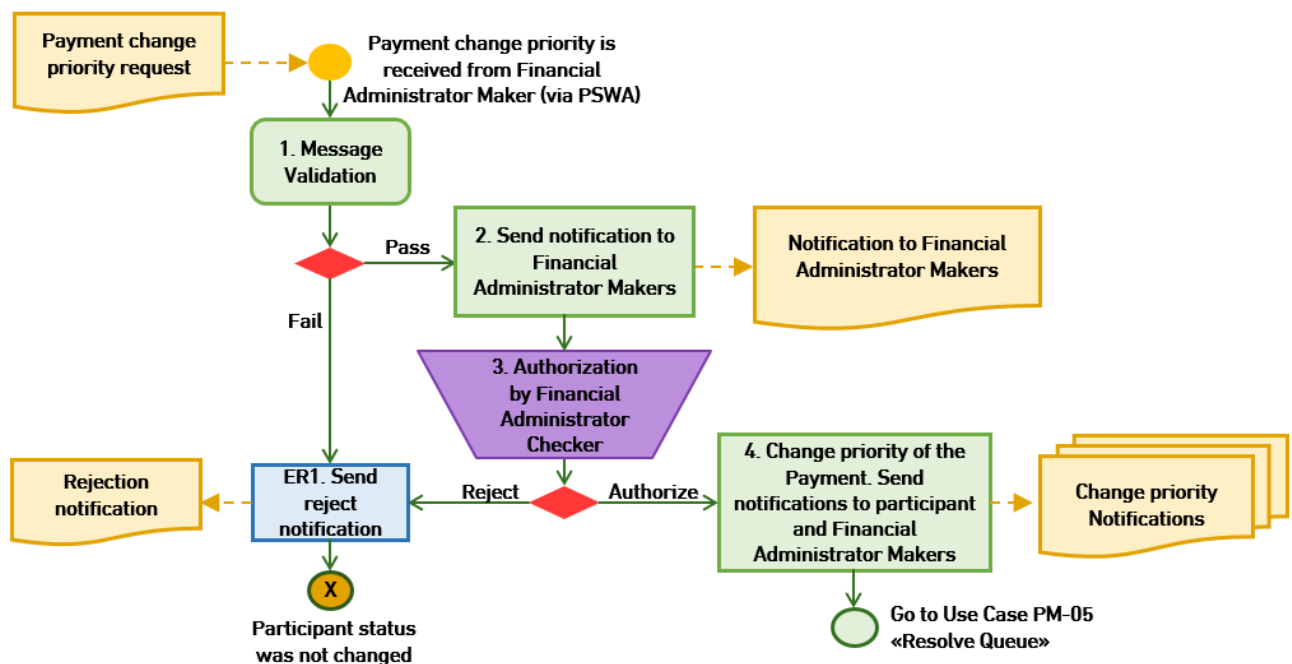 Payment change
priority request
Payment change priority is
received from Financial
Administrator Maker (via PSWA)
1. Message
Validation
Pass
2. Send notification to
Financial
Administrator Makers
Notification to Financial
Administrator Makers
Fail
3. Authorization
by Financial
Administrator
Checker
Rejection
notification
ER1. Send
reject
notification
Reject
Authorize
4. Change priority of the
Payment. Send
notifications to participant
and Financial
Administrator Makers
Change priority
Notifications
X
Participant status
was not changed
Go to Use Case PM-05
«Resolve Queue»